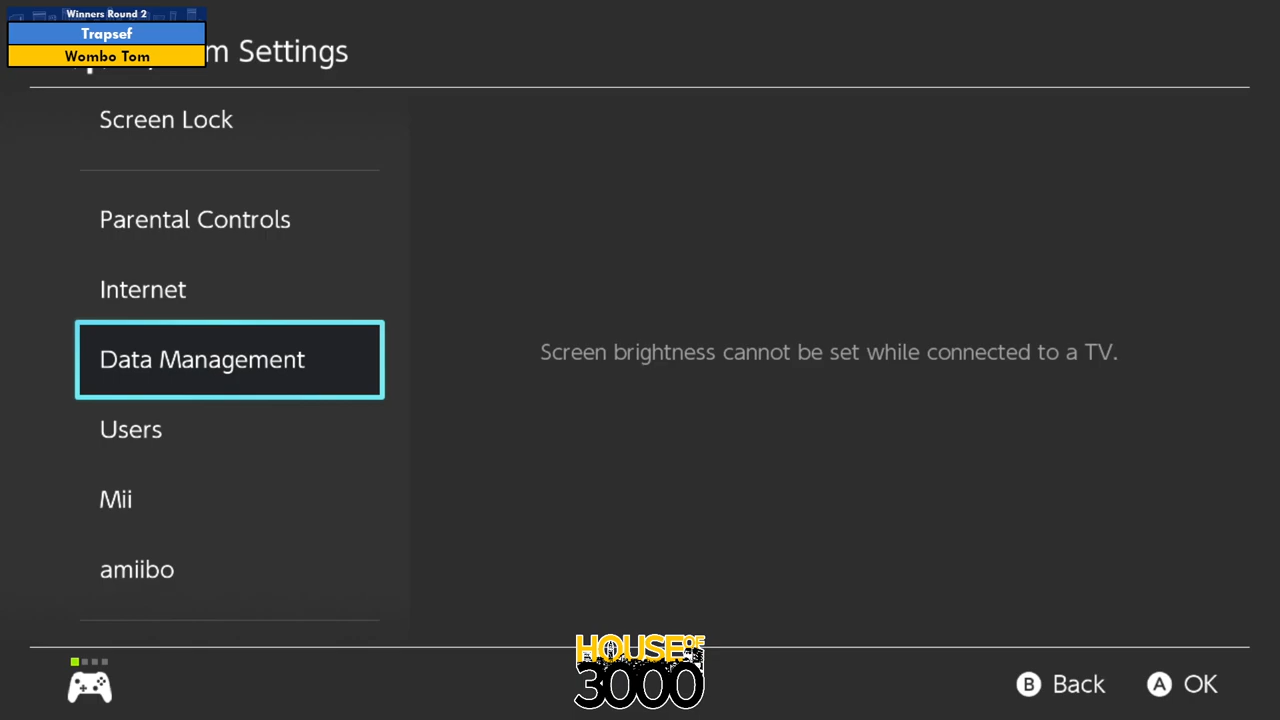 Winners Round 2
Trapsef
Wombo Tom
m Settings
Screen Lock
Parental Controls
Internet
Data Management
Screen brightness cannot be set while connected to a TV.
Users
Mii
amiibo
HOUSE OF
3000
B Back
A OK